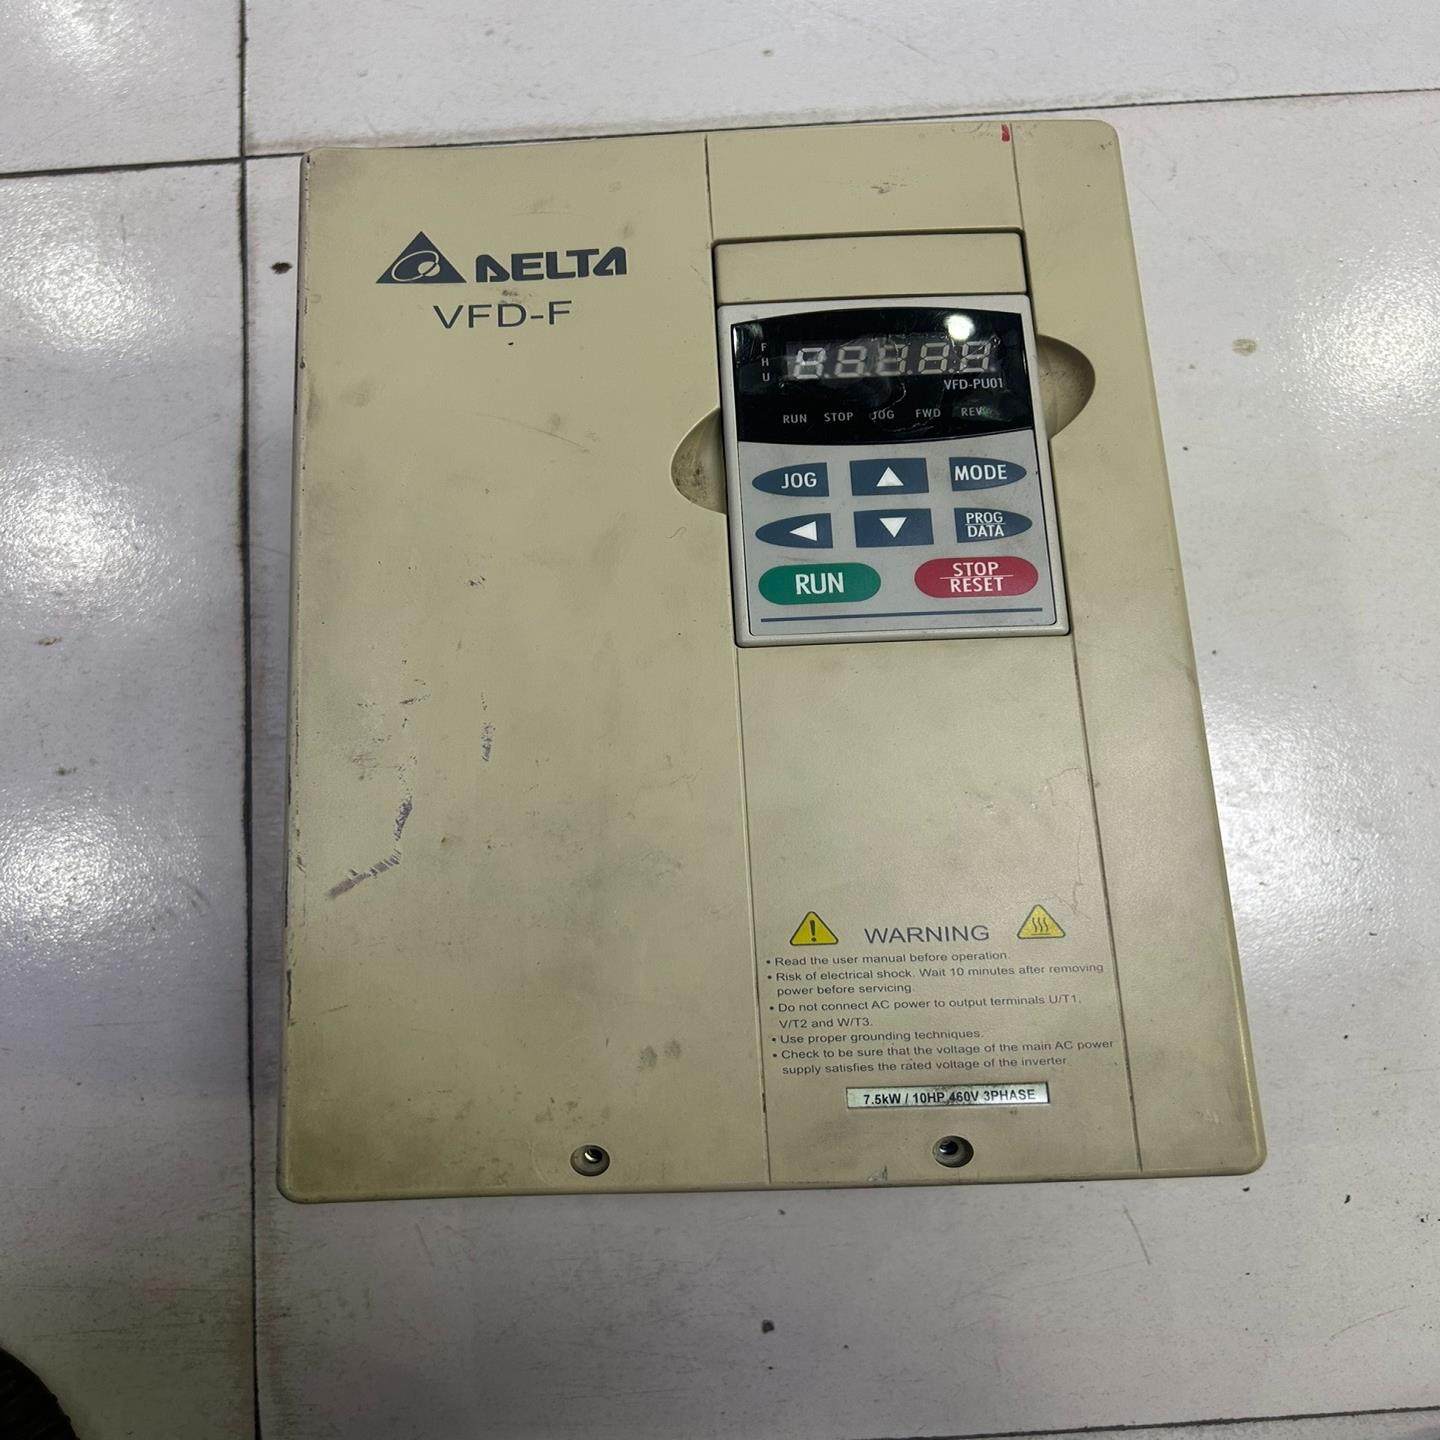 DELTA
VFD-F
F
H
U
VFD-PU01
RUN STOP JOG FWD REV
JOG MODE
PROG
DATA
RUN STOP
RESET
WARNING
• Read the user manual before operation.
• Risk of electrical shock. Wait 10 minutes after removing
power before servicing.
• Do not connect AC power to output terminals U/T1,
V/T2 and W/T3.
• Use proper grounding techniques.
• Check to be sure that the voltage of the main AC power
supply satisfies the rated voltage of the inverter.
7.5kW / 10HP 460V 3PHASE